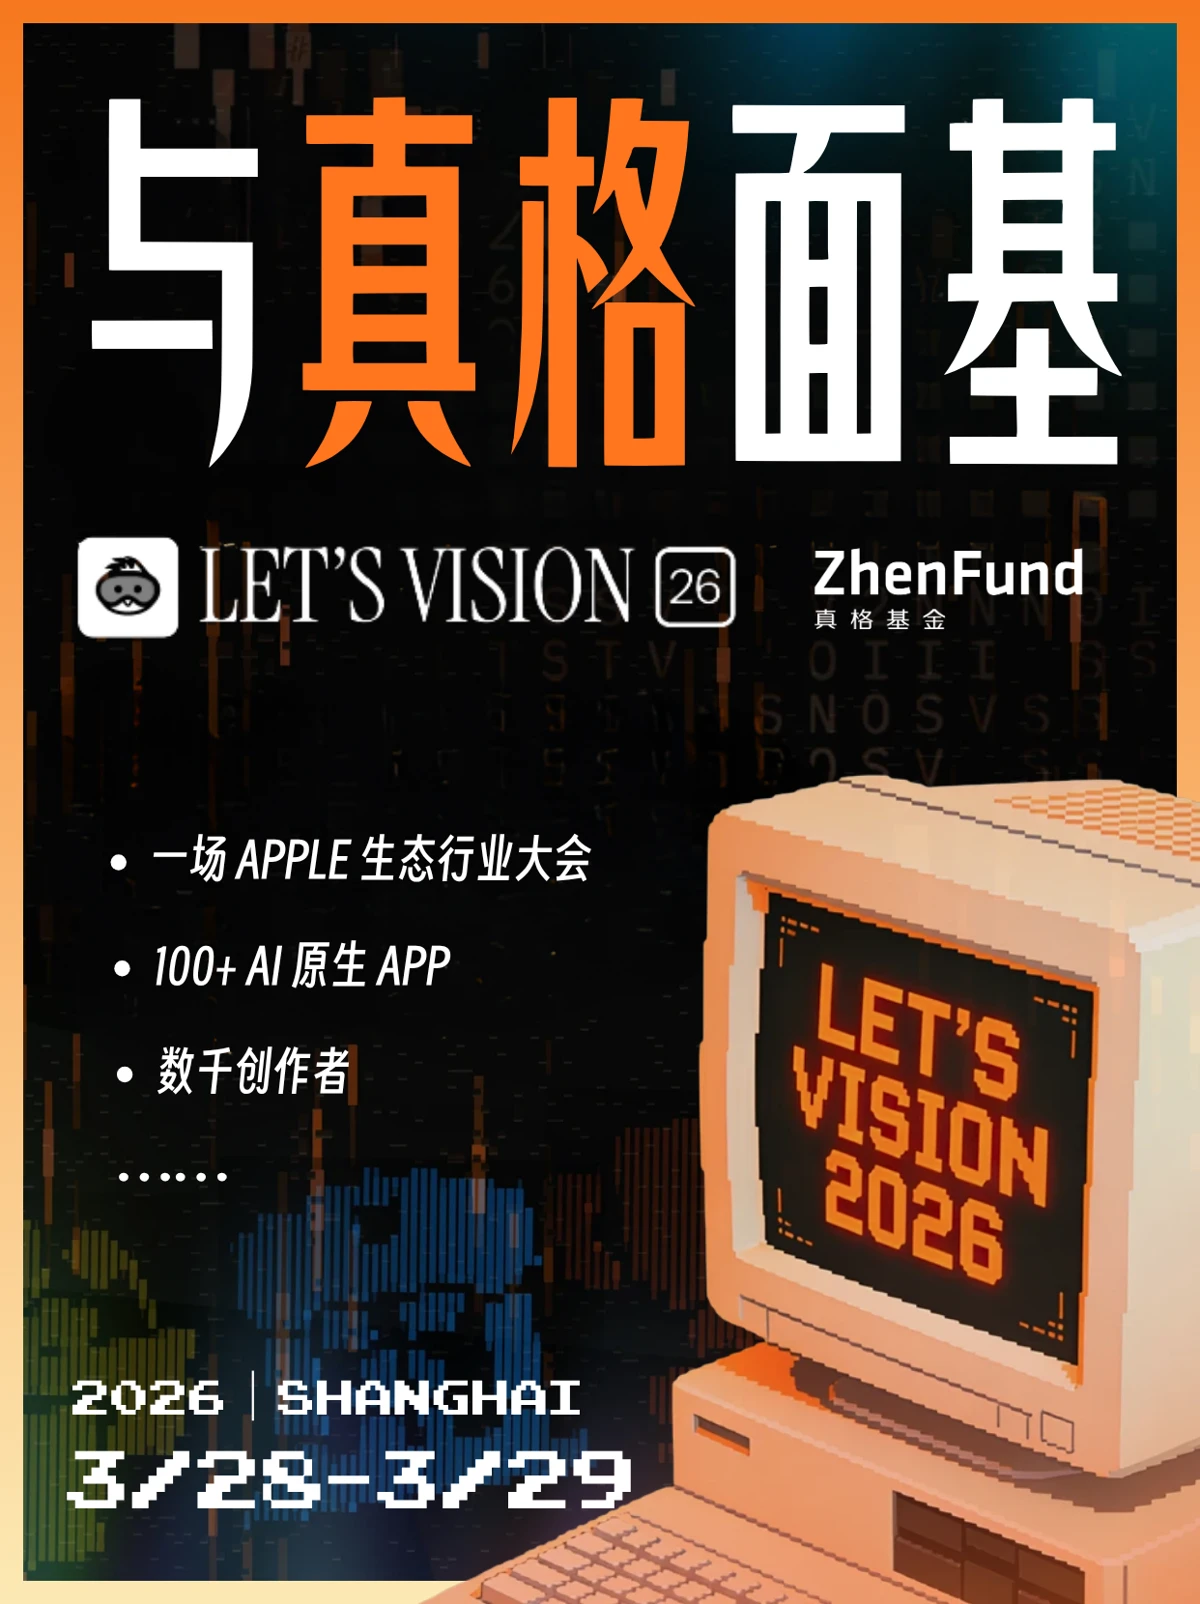 与真格面基
LET'S VISION 26
ZhenFund
真格基金
S T V O I I I S S
S N O S V S
• 一场 APPLE 生态行业大会
• 100+ AI 原生 APP
• 数千创作者
……
LET'S
VISION
2026
2026 | SHANGHAI
3/28-3/29